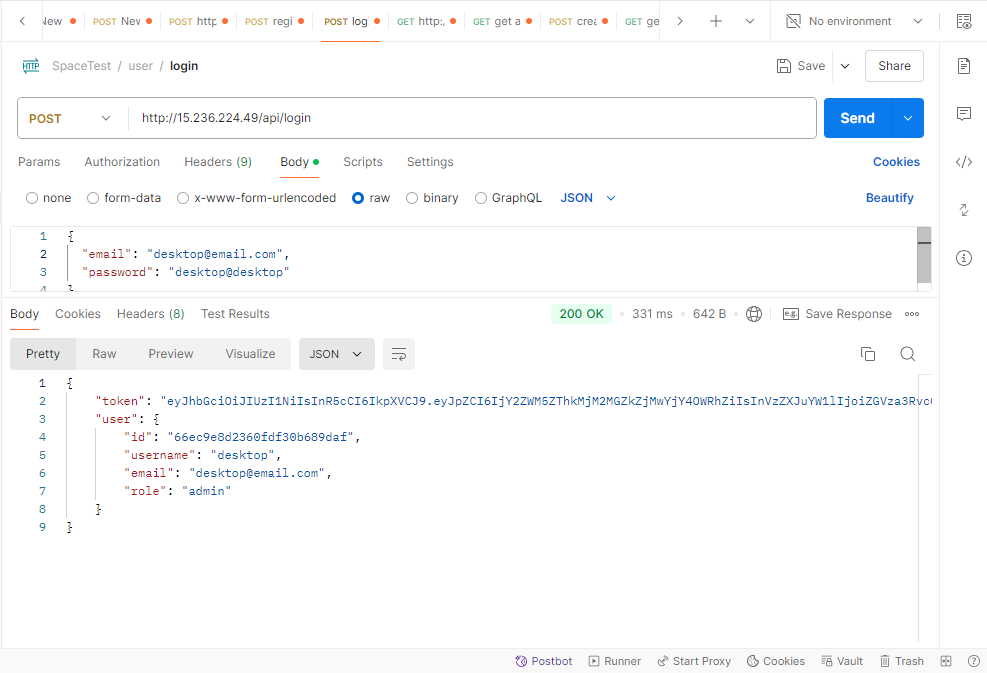 New POST New POST http POST regi POST log GET http:, GET get a POST crea GET ge No environment
HTTP SpaceTest / user / login Save Share
POST http://15.236.224.49/api/login Send
Params Authorization Headers (9) Body Scripts Settings Cookies
none form-data x-www-form-urlencoded raw binary GraphQL JSON Beautify
1 {
2 "email": "desktop@email.com",
3 "password": "desktop@desktop"
4 }
Body Cookies Headers (8) Test Results 200 OK 331 ms 642 B e.g. Save Response
Pretty Raw Preview Visualize JSON
1 {
2 "token": "eyJhbGciOiJIUzI1NiIsInR5cCI6IkpXVCJ9.eyJpZCI6IjY2ZWM5ZThkMjM2MGZkZjMwYjY4OWRhZiIsInVzZXJuYW1lIjoiZGVza3Rvc
3 "user": {
4 "id": "66ec9e8d2360fdf30b689daf",
5 "username": "desktop",
6 "email": "desktop@email.com",
7 "role": "admin"
8 }
9 }
Postbot Runner Start Proxy Cookies Vault Trash